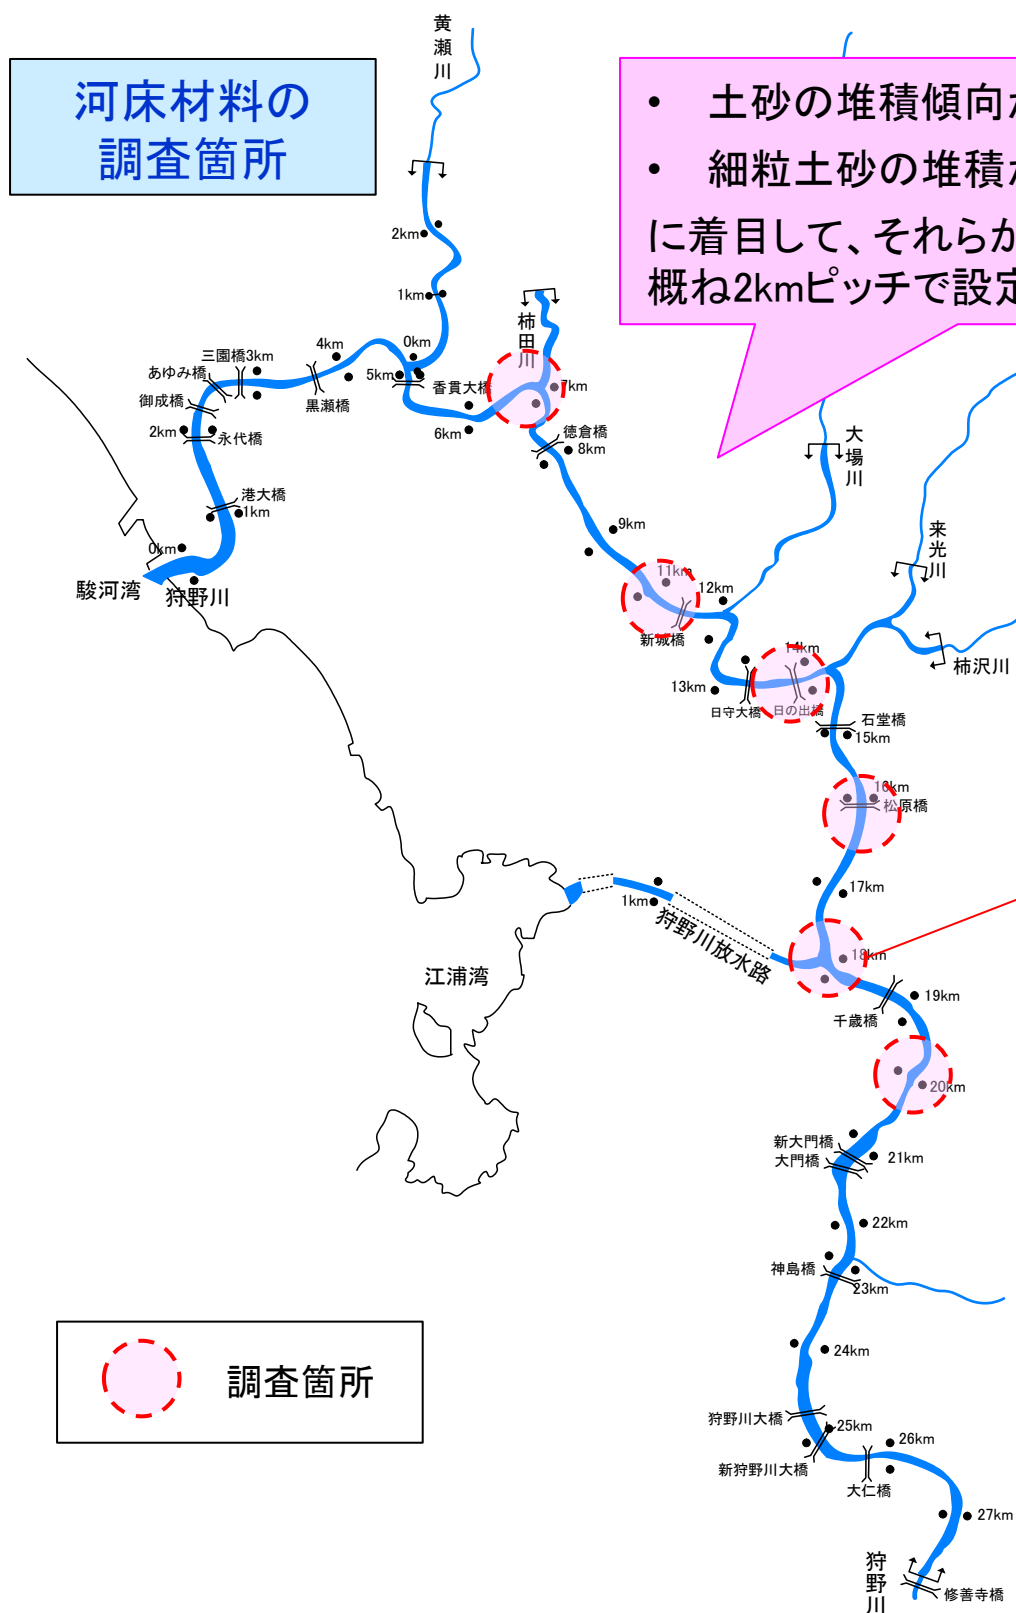 河床材料の
調査箇所
• 土砂の堆積傾向が
• 細粒土砂の堆積が
に着目して、それらか
概ね2kmピッチで設定
黄瀬川
2km
1km
0km
柿田川
三園橋3km
4km
あゆみ橋
御成橋
5km
香貫大橋
7km
黒瀬橋
2km
永代橋
6km
徳倉橋
8km
大場川
港大橋
1km
9km
来光川
0km
駿河湾
狩野川
11km
12km
新城橋
14km
柿沢川
13km
日守大橋
日の出橋
石堂橋
15km
16km
松原橋
17km
1km
狩野川放水路
18km
江浦湾
19km
千歳橋
20km
新大門橋
大門橋
21km
22km
神島橋
23km
24km
調査箇所
狩野川大橋
25km
26km
新狩野川大橋
大仁橋
27km
狩野川
修善寺橋